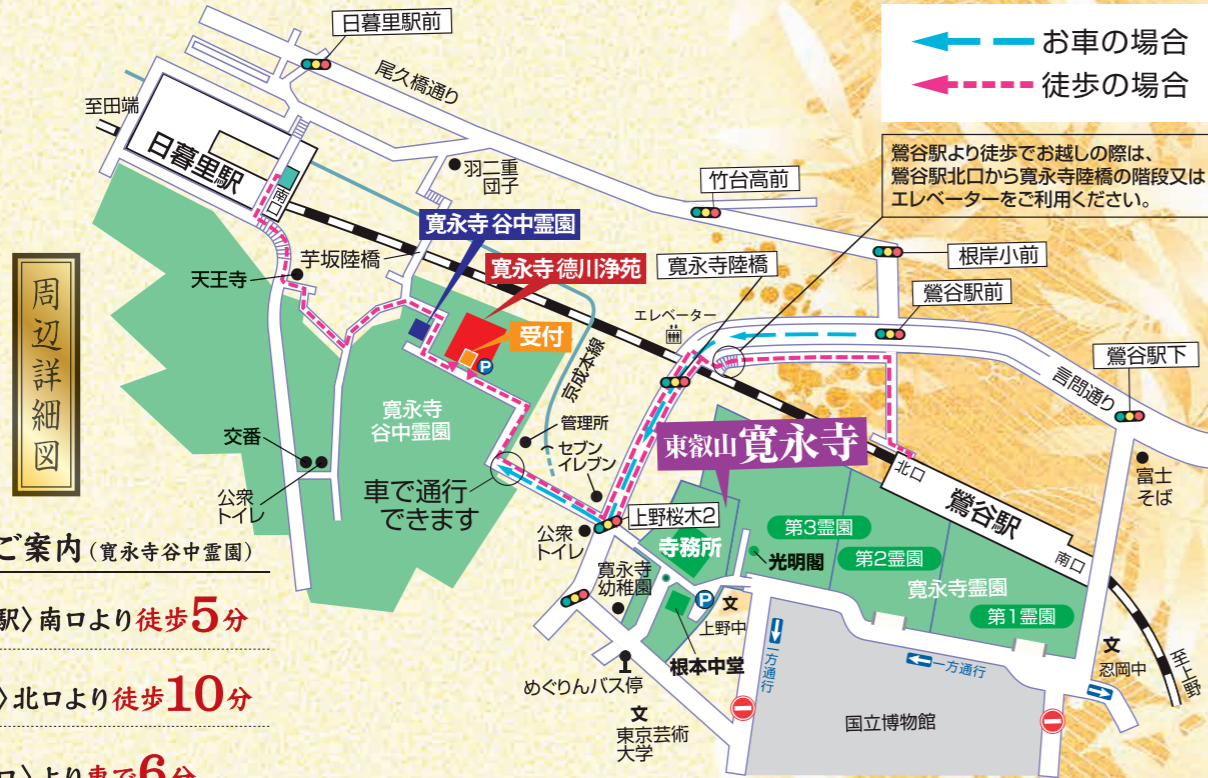 日暮里駅前
お車の場合
徒歩の場合
尾久橋通り
至田端
日暮里駅
南口
羽二重
団子
竹台高前
鶯谷駅より徒歩でお越しの際は、
鶯谷駅北口から寛永寺陸橋の階段又は
エレベーターをご利用ください。
寛永寺 谷中霊園
芋坂陸橋
天王寺
寛永寺 徳川浄苑
寛永寺陸橋
根岸小前
鶯谷駅前
エレベーター
受付
P
京成本線
鶯谷駅下
言問通り
周辺詳細図
寛永寺
谷中霊園
管理所
セブン
イレブン
東叡山 寛永寺
北口
鶯谷駅
南口
富士
そば
交番
公衆
トイレ
車で通行
できます
公衆
トイレ
上野桜木2
寺務所
第3霊園
光明閣
第2霊園
寛永寺霊園
第1霊園
寛永寺
幼稚園
P
文
上野中
根本中堂
めぐりんバス停
文
東京芸術
大学
一方通行
一方通行
国立博物館
文
忍岡中
至上野
ご案内(寛永寺谷中霊園)
駅〉南口より徒歩5分
〉北口より徒歩10分
口〉より車で6分